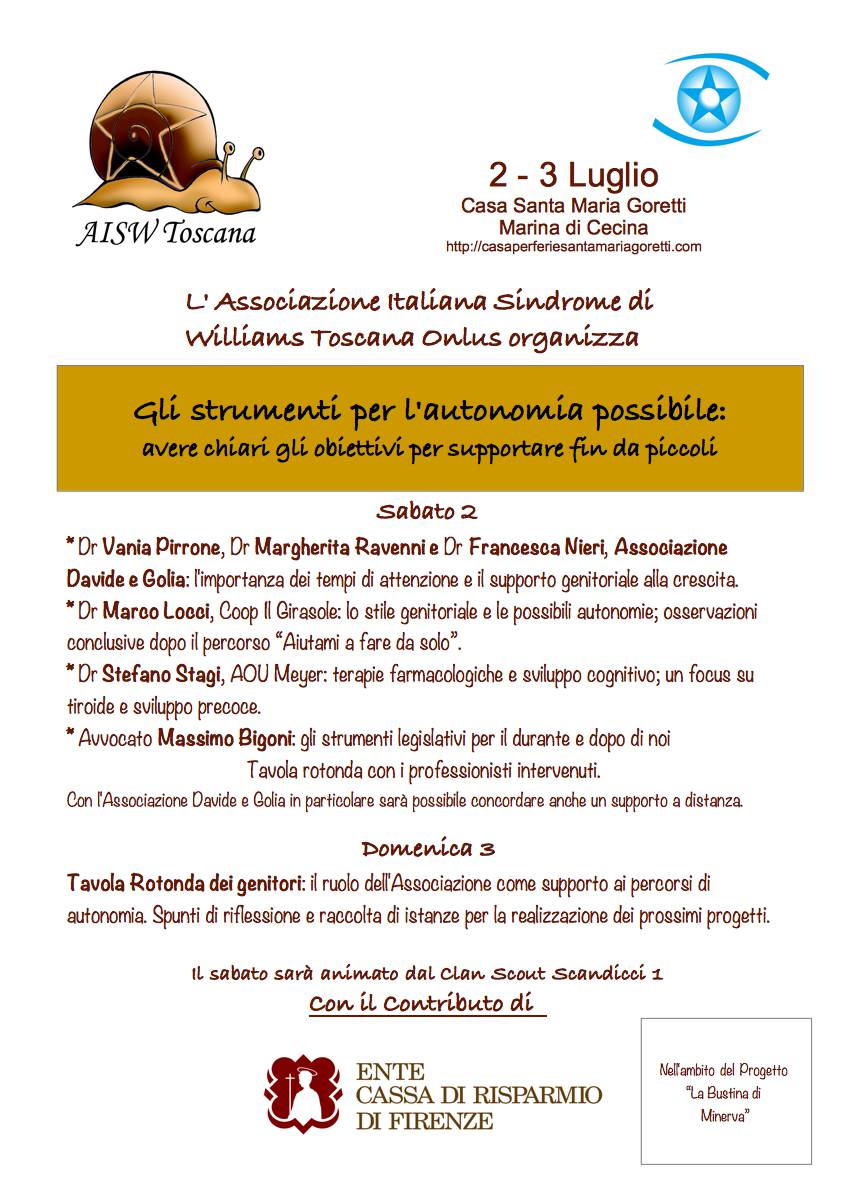 AISW Toscana
2 - 3 Luglio
Casa Santa Maria Goretti
Marina di Cecina
http://casaperferiesantamariagoretti.com
L' Associazione Italiana Sindrome di
Williams Toscana Onlus organizza
Gli strumenti per l'autonomia possibile:
avere chiari gli obiettivi per supportare fin da piccoli
Sabato 2
* Dr Vania Pirrone, Dr Margherita Ravenni e Dr Francesca Nieri, Associazione
Davide e Golia: l'importanza dei tempi di attenzione e il supporto genitoriale alla crescita.
* Dr Marco Locci, Coop Il Girasole: lo stile genitoriale e le possibili autonomie; osservazioni
conclusive dopo il percorso “Aiutami a fare da solo”.
* Dr Stefano Stagi, AOU Meyer: terapie farmacologiche e sviluppo cognitivo; un focus su
tiroide e sviluppo precoce.
* Avvocato Massimo Bigoni: gli strumenti legislativi per il durante e dopo di noi
Tavola rotonda con i professionisti intervenuti.
Con l'Associazione Davide e Golia in particolare sarà possibile concordare anche un supporto a distanza.
Domenica 3
Tavola Rotonda dei genitori: il ruolo dell'Associazione come supporto ai percorsi di
autonomia. Spunti di riflessione e raccolta di istanze per la realizzazione dei prossimi progetti.
Il sabato sarà animato dal Clan Scout Scandicci 1
Con il Contributo di
ENTE
CASSA DI RISPARMIO
DI FIRENZE
Nell'ambito del Progetto
“La Bustina di
Minerva”